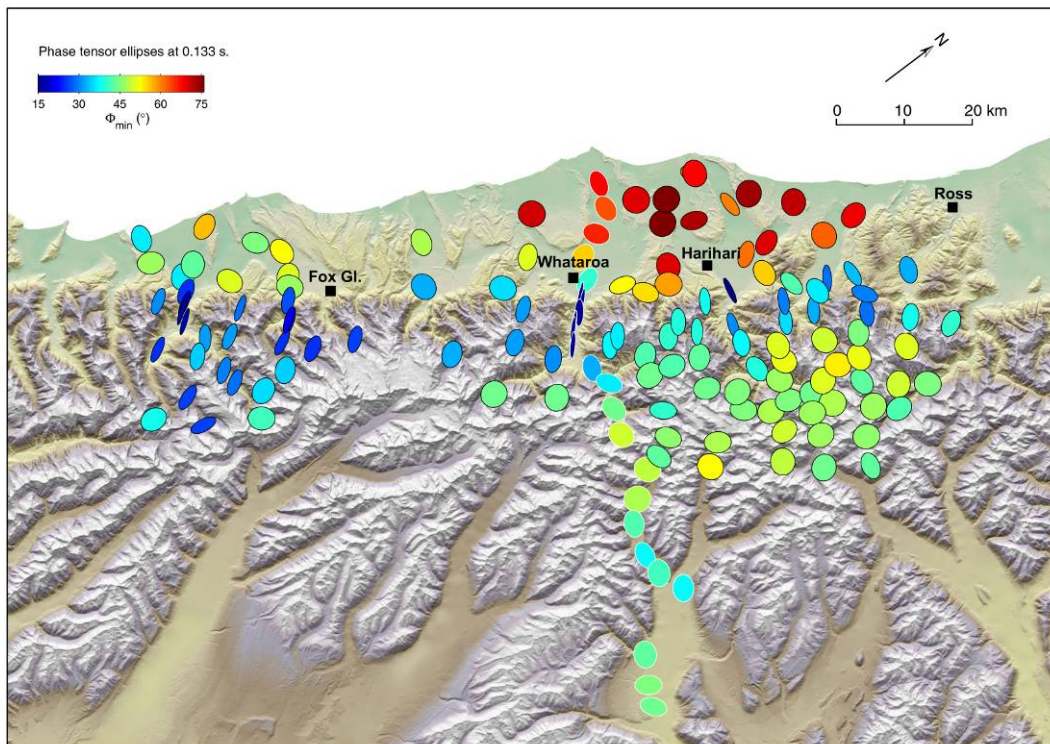 Phase tensor ellipses at 0.133 s.
15 30 45 60 75
Φmin (°)
N
0 10 20 km
Ross
Harihari
Whataroa
Fox Gl.